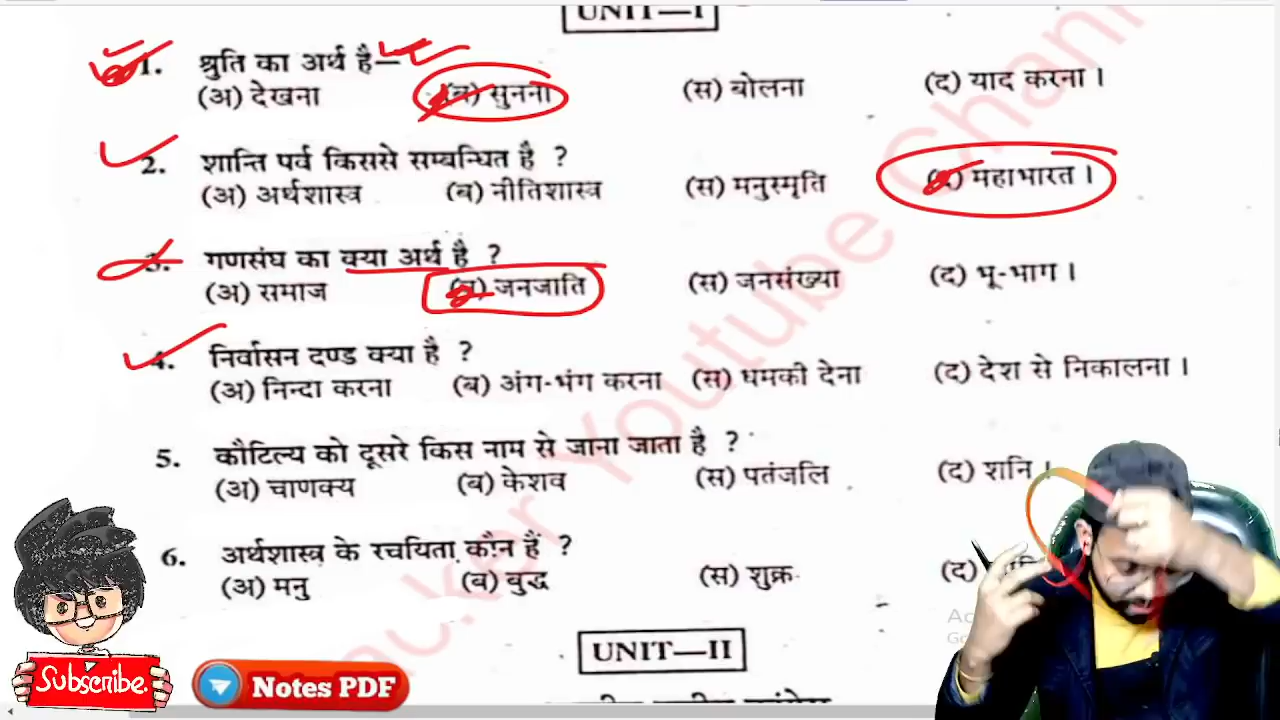 UNIT—I
1. श्रुति का अर्थ है—
(अ) देखना (ब) सुनना (स) बोलना (द) याद करना ।
2. शान्ति पर्व किससे सम्बन्धित है ?
(अ) अर्थशास्त्र (ब) नीतिशास्त्र (स) मनुस्मृति (द) महाभारत ।
3. गणसंघ का क्या अर्थ है ?
(अ) समाज (ब) जनजाति (स) जनसंख्या (द) भू-भाग ।
4. निर्वासन दण्ड क्या है ?
(अ) निन्दा करना (ब) अंग-भंग करना (स) धमकी देना (द) देश से निकालना ।
5. कौटिल्य को दूसरे किस नाम से जाना जाता है ?
(अ) चाणक्य (ब) केशव (स) पतंजलि (द) शनि ।
6. अर्थशास्त्र के रचयिता कौन हैं ?
(अ) मनु (ब) बुद्ध (स) शुक्र (द)
UNIT—II
Youtube
Subscribe.
Notes PDF